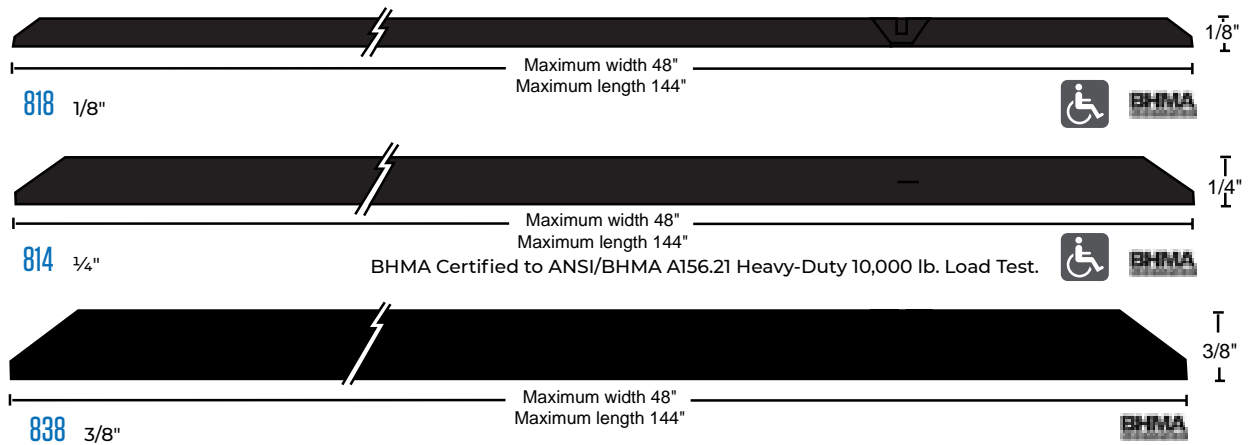 1/8"
Maximum width 48"
Maximum length 144"
818 1/8"
BHMA
1/4"
Maximum width 48"
Maximum length 144"
814 ¼"
BHMA Certified to ANSI/BHMA A156.21 Heavy-Duty 10,000 lb. Load Test.
BHMA
3/8"
Maximum width 48"
Maximum length 144"
838 3/8"
BHMA